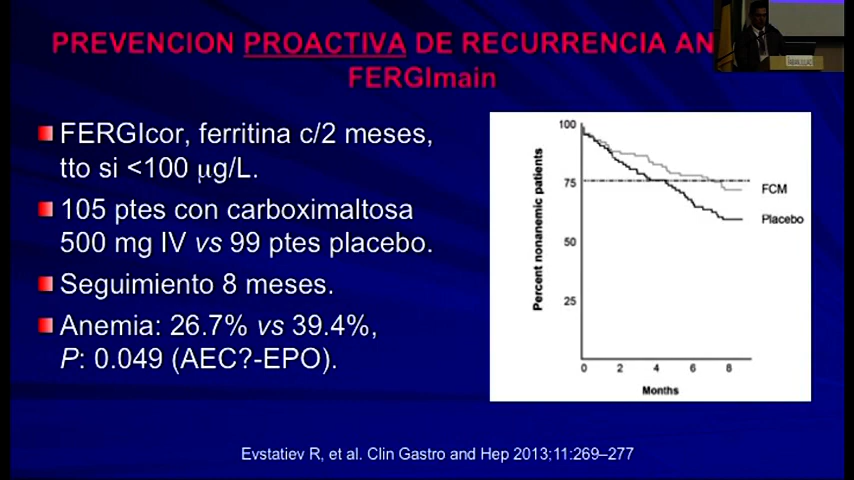 PREVENCION PROACTIVA DE RECURRENCIA AN
FERGImain
FERGIcor, ferritina c/2 meses,
tto si <100 µg/L.
105 ptes con carboximaltosa
500 mg IV vs 99 ptes placebo.
Seguimiento 8 meses.
Anemia: 26.7% vs 39.4%,
P: 0.049 (AEC?-EPO).
Percent nonanemic patients
100
75
50
25
FCM
Placebo
0 2 4 6 8
Months
Evstatiev R, et al. Clin Gastro and Hep 2013;11:269–277